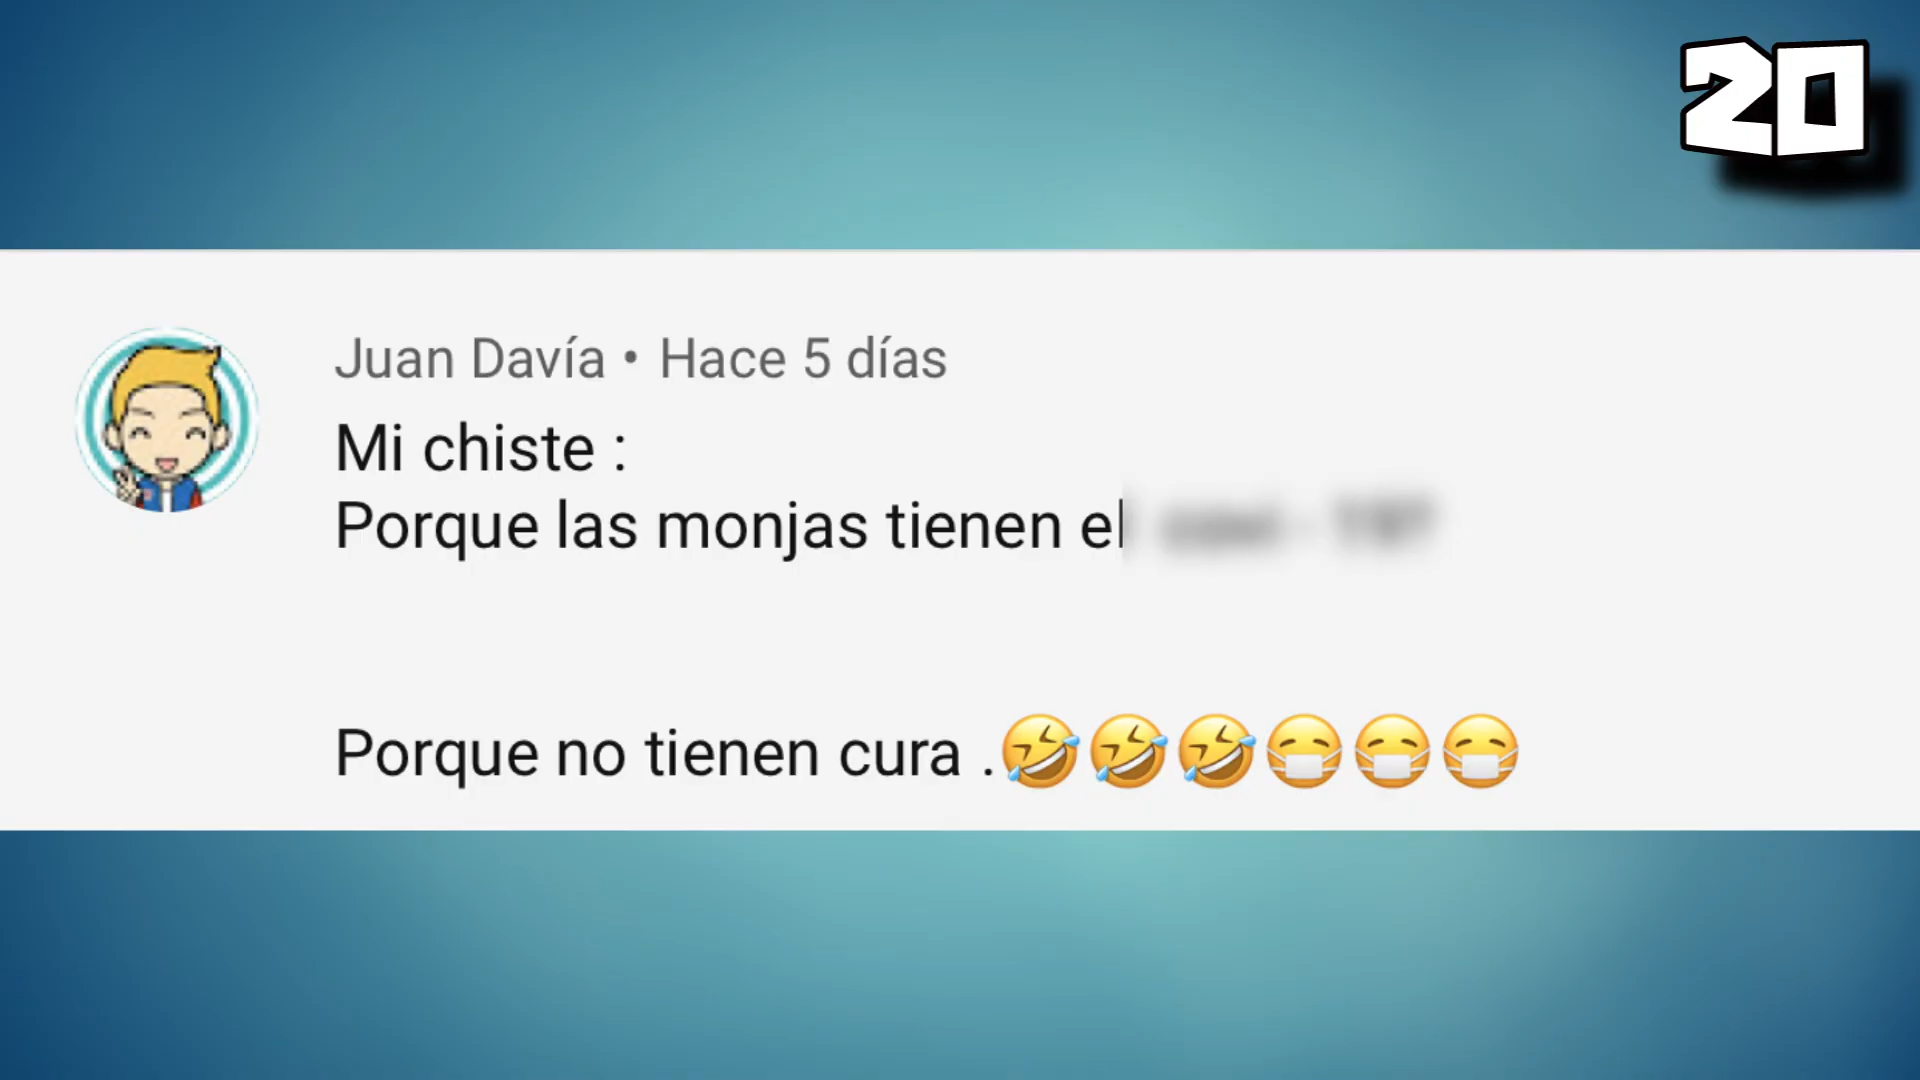 20
Juan Davía • Hace 5 días
Mi chiste :
Porque las monjas tienen el
Porque no tienen cura .🤣🤣🤣😷😷😷